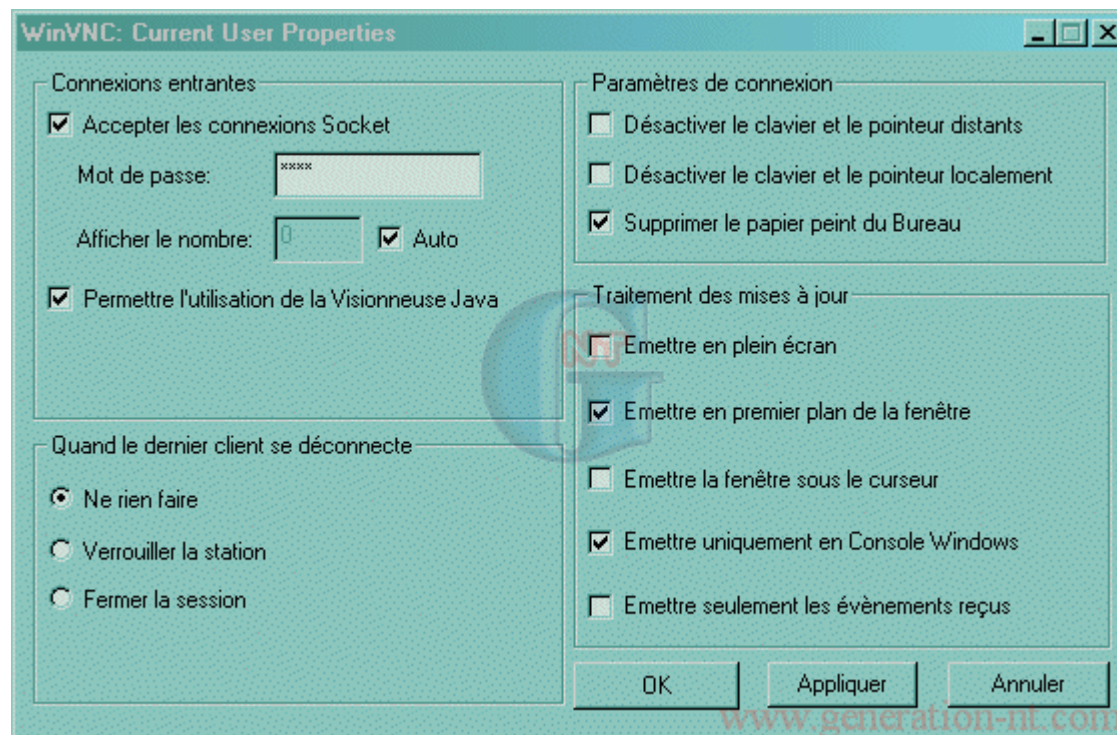 WinVNC: Current User Properties
Connexions entrantes
Accepter les connexions Socket
Mot de passe: ****
Afficher le nombre: 0 Auto
Permettre l'utilisation de la Visionneuse Java
Quand le dernier client se déconnecte
Ne rien faire
Verrouiller la station
Fermer la session
Paramètres de connexion
Désactiver le clavier et le pointeur distants
Désactiver le clavier et le pointeur localement
Supprimer le papier peint du Bureau
Traitement des mises à jour
Emettre en plein écran
Emettre en premier plan de la fenêtre
Emettre la fenêtre sous le curseur
Emettre uniquement en Console Windows
Emettre seulement les évènements reçus
OK Appliquer Annuler
G NT
www.generation-nt.com